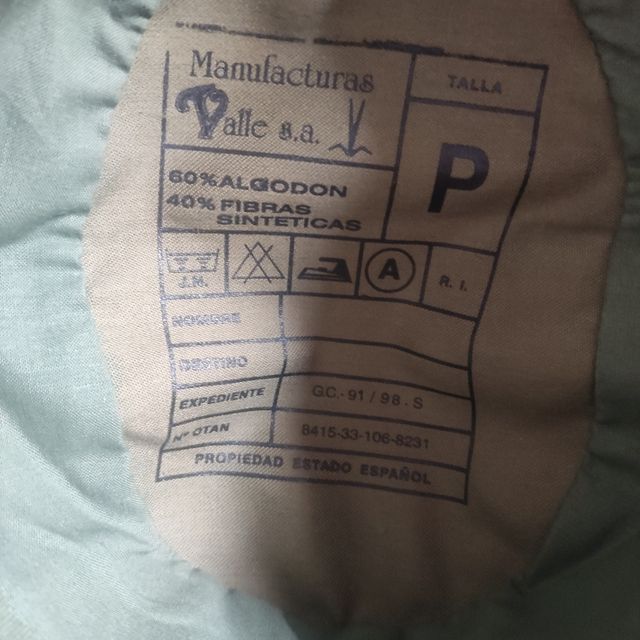 Manufacturas
Valle s.a.
TALLA
P
60% ALGODON
40% FIBRAS
SINTETICAS
J.M.
A
R. I.
NOMBRE
DESTINO
EXPEDIENTE G.C.- 91 / 98 - S
Nº OTAN 8415-33-106-8231
PROPIEDAD ESTADO ESPAÑOL